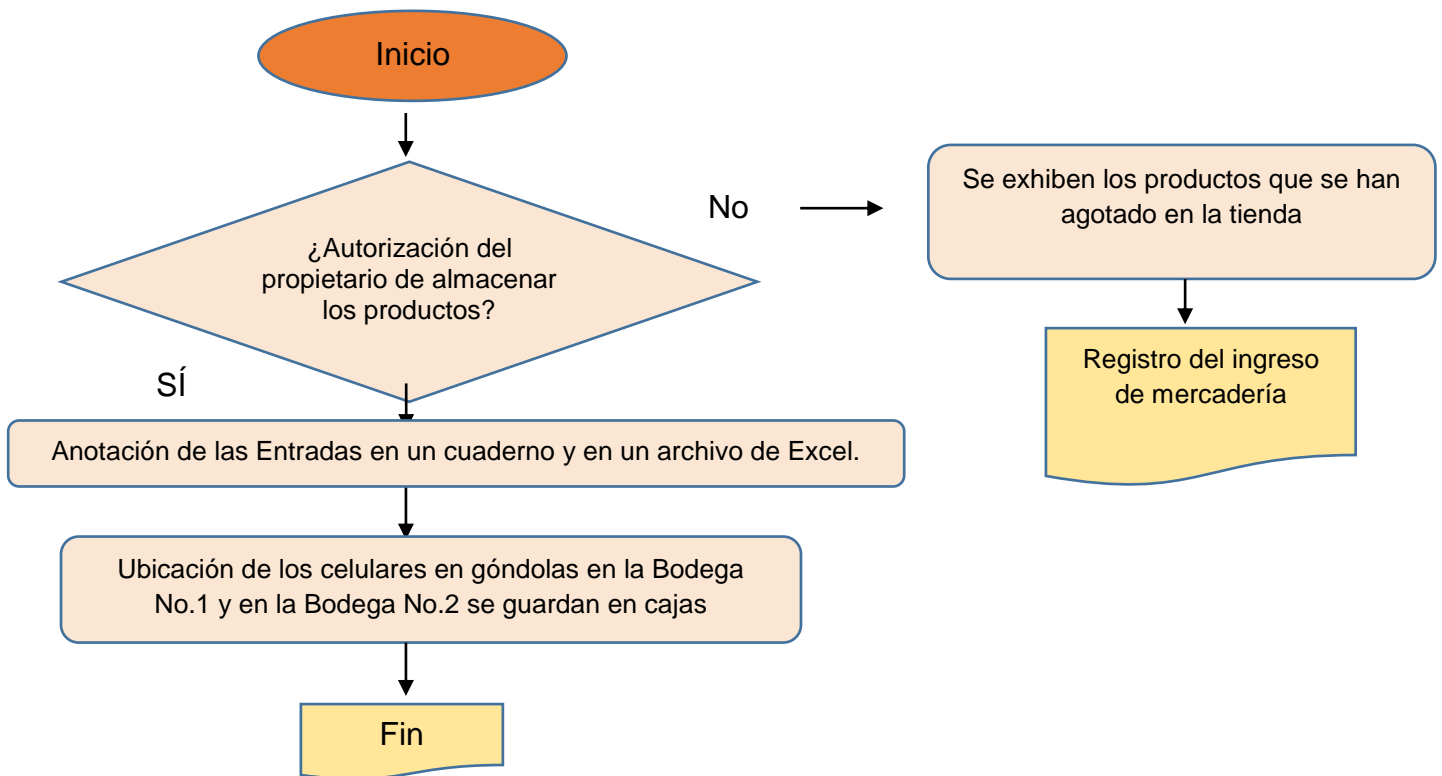 Inicio
¿Autorización del
propietario de almacenar
los productos?
No
Se exhiben los productos que se han
agotado en la tienda
Registro del ingreso
de mercadería
SÍ
Anotación de las Entradas en un cuaderno y en un archivo de Excel.
Ubicación de los celulares en góndolas en la Bodega
No.1 y en la Bodega No.2 se guardan en cajas
Fin